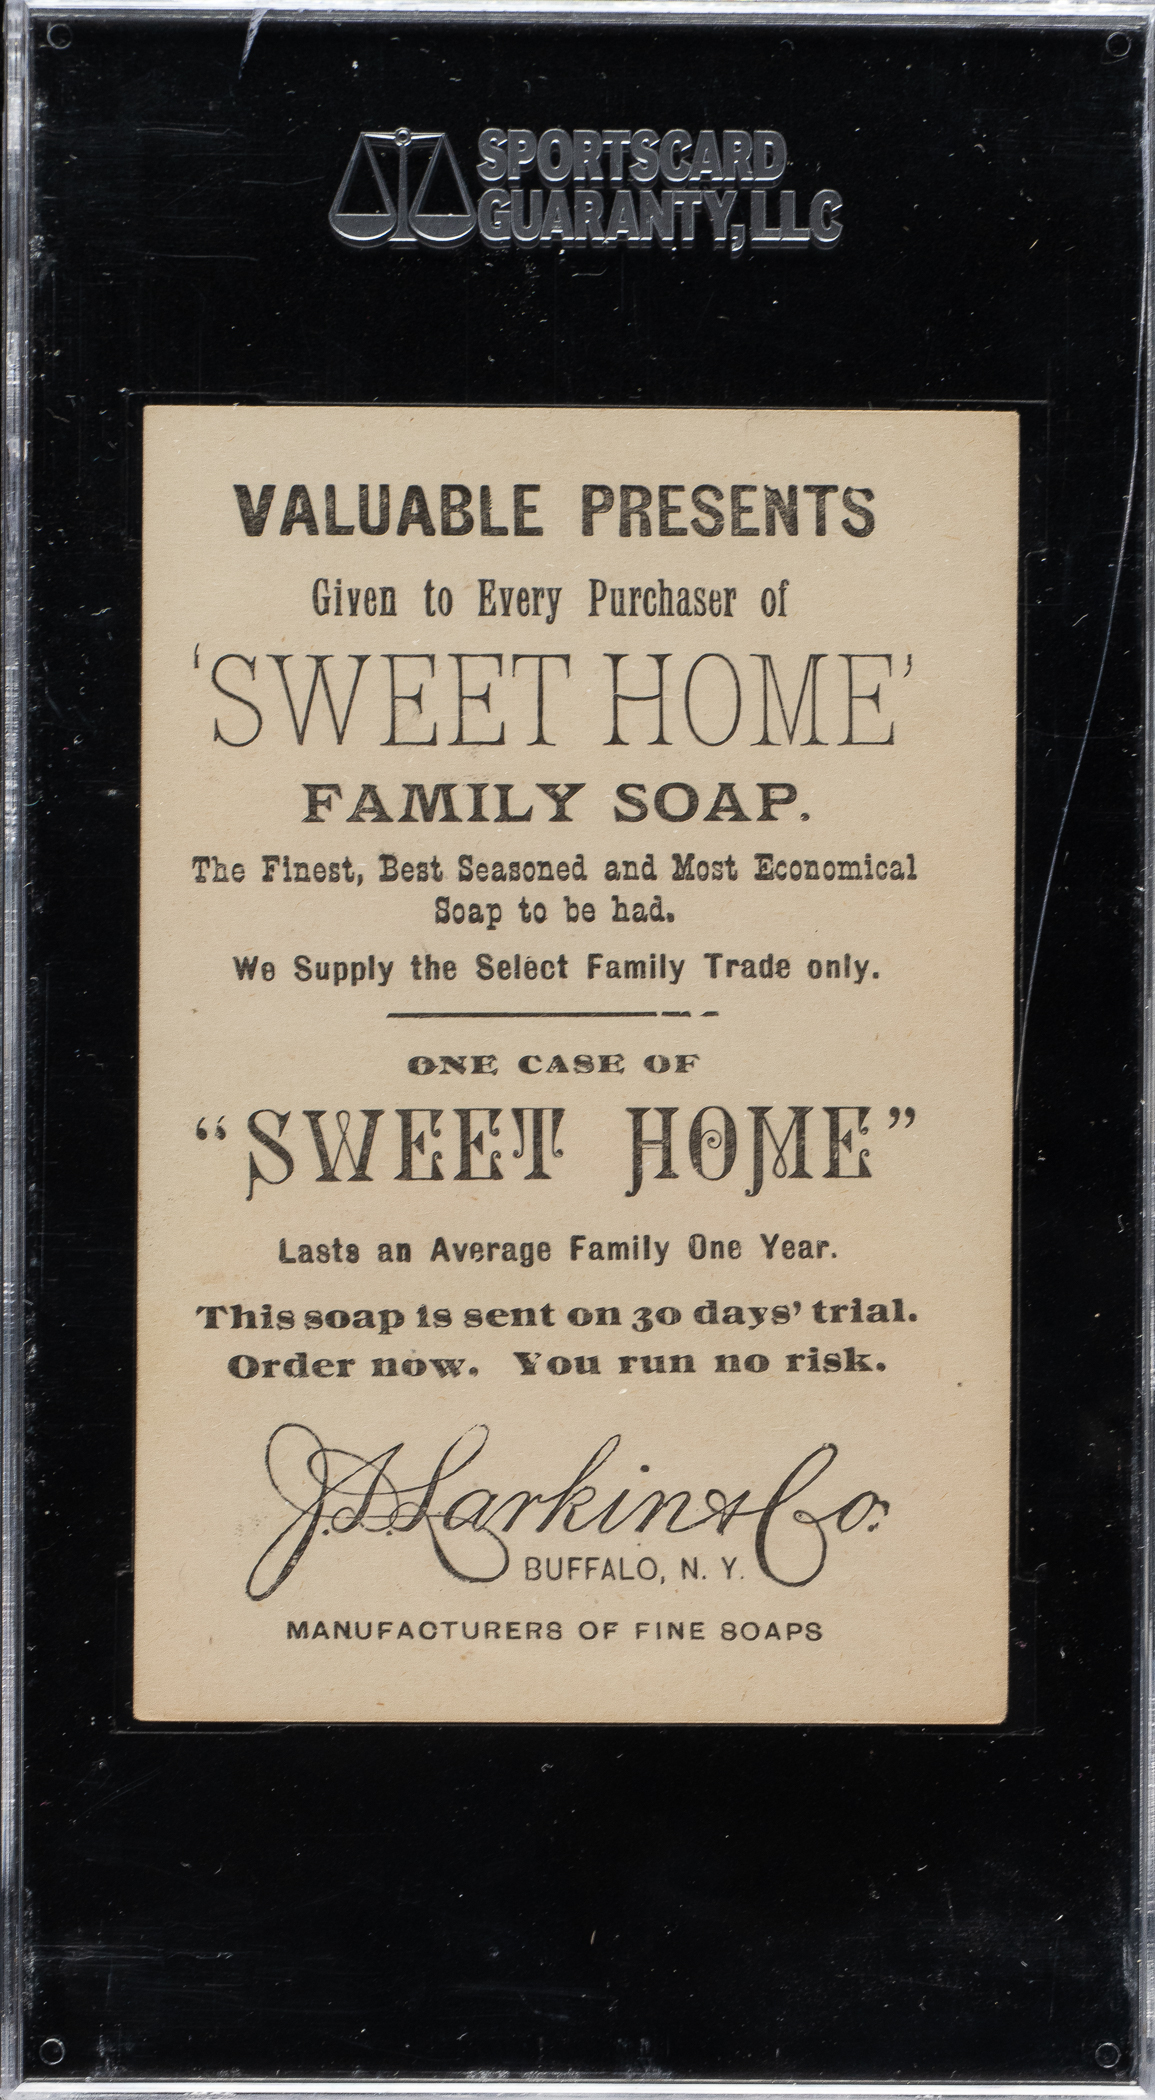 SPORTSCARD
GUARANTY, LLC
VALUABLE PRESENTS
Given to Every Purchaser of
'SWEET HOME'
FAMILY SOAP.
The Finest, Best Seasoned and Most Economical
Soap to be had.
We Supply the Select Family Trade only.
ONE CASE OF
“SWEET HOME”
Lasts an Average Family One Year.
This soap is sent on 30 days' trial.
Order now. You run no risk.
J. D. Larkin & Co.
BUFFALO, N. Y.
MANUFACTURERS OF FINE SOAPS